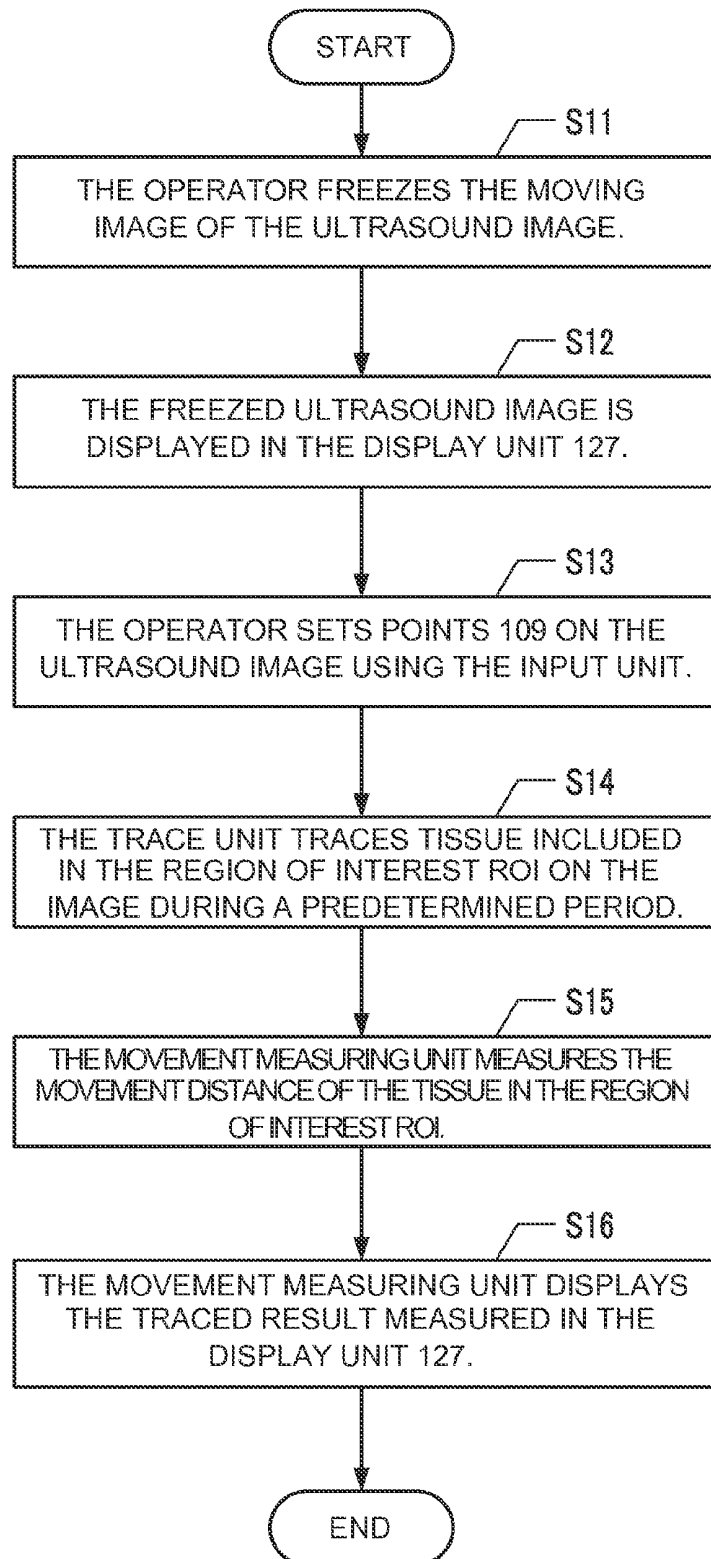 START
S11
THE OPERATOR FREEZES THE MOVING
IMAGE OF THE ULTRASOUND IMAGE.
S12
THE FREEZED ULTRASOUND IMAGE IS
DISPLAYED IN THE DISPLAY UNIT 127.
S13
THE OPERATOR SETS POINTS 109 ON THE
ULTRASOUND IMAGE USING THE INPUT UNIT.
S14
THE TRACE UNIT TRACES TISSUE INCLUDED
IN THE REGION OF INTEREST ROI ON THE
IMAGE DURING A PREDETERMINED PERIOD.
S15
THE MOVEMENT MEASURING UNIT MEASURES THE
MOVEMENT DISTANCE OF THE TISSUE IN THE REGION
OF INTEREST ROI.
S16
THE MOVEMENT MEASURING UNIT DISPLAYS
THE TRACED RESULT MEASURED IN THE
DISPLAY UNIT 127.
END